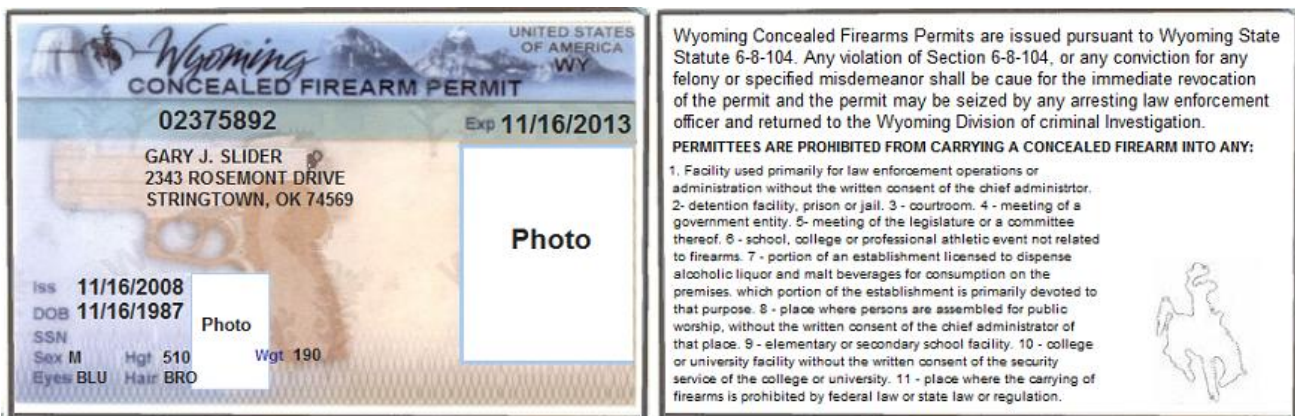 UNITED STATES
OF AMERICA
WY
Wyoming
CONCEALED FIREARM PERMIT
02375892
Exp 11/16/2013
GARY J. SLIDER
2343 ROSEMONT DRIVE
STRINGTOWN, OK 74569
Photo
Iss 11/16/2008
DOB 11/16/1987
Photo
SSN
Sex M Hgt 510 Wgt 190
Eyes BLU Hair BRO
Wyoming Concealed Firearms Permits are issued pursuant to Wyoming State
Statute 6-8-104. Any violation of Section 6-8-104, or any conviction for any
felony or specified misdemeanor shall be caue for the immediate revocation
of the permit and the permit may be seized by any arresting law enforcement
officer and returned to the Wyoming Division of criminal Investigation.
PERMITTEES ARE PROHIBITED FROM CARRYING A CONCEALED FIREARM INTO ANY:
1. Facility used primarily for law enforcement operations or
administration without the written consent of the chief administrtor.
2- detention facility, prison or jail. 3 - courtroom. 4 - meeting of a
government entity. 5- meeting of the legislature or a committee
thereof. 6 - school, college or professional athletic event not related
to firearms. 7 - portion of an establishment licensed to dispense
alcoholic liquor and malt beverages for consumption on the
premises. which portion of the establishment is primarily devoted to
that purpose. 8 - place where persons are assembled for public
worship, without the written consent of the chief administrator of
that place. 9 - elementary or secondary school facility. 10 - college
or university facility without the written consent of the security
service of the college or university. 11 - place where the carrying of
firearms is prohibited by federal law or state law or regulation.